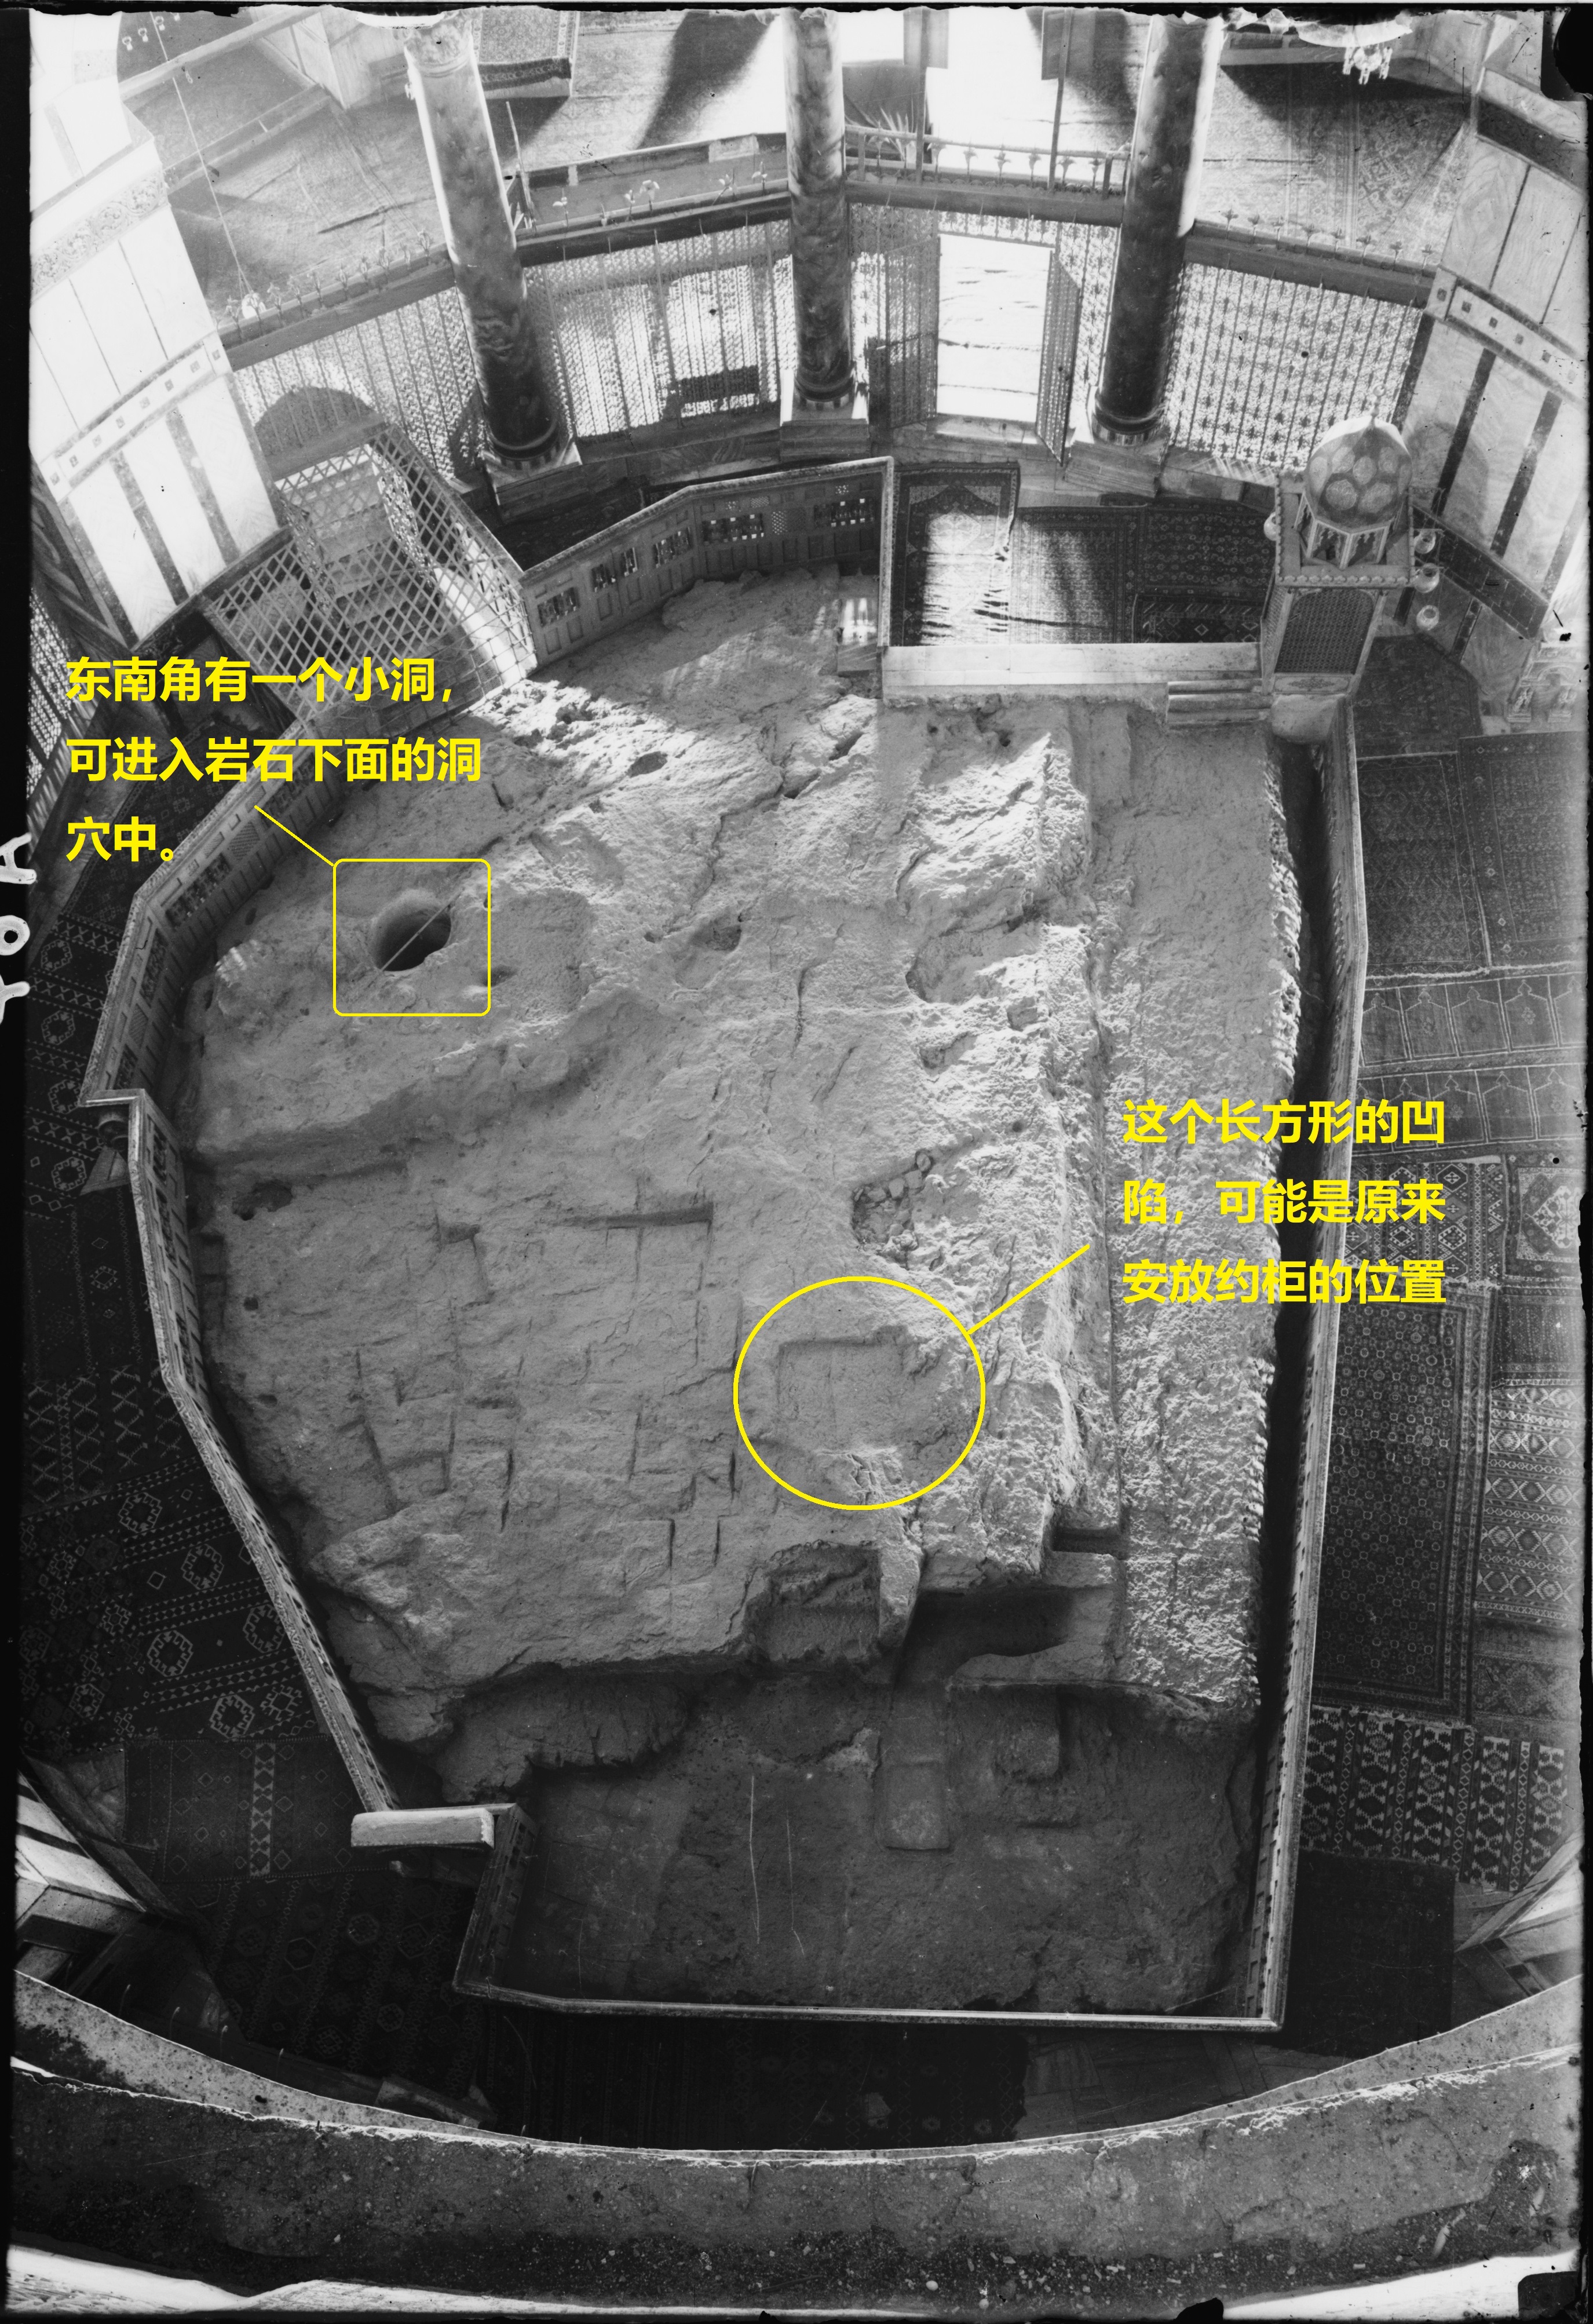 东南角有一个小洞，
可进入岩石下面的洞
穴中。
这个长方形的凹
陷，可能是原来
安放约柜的位置